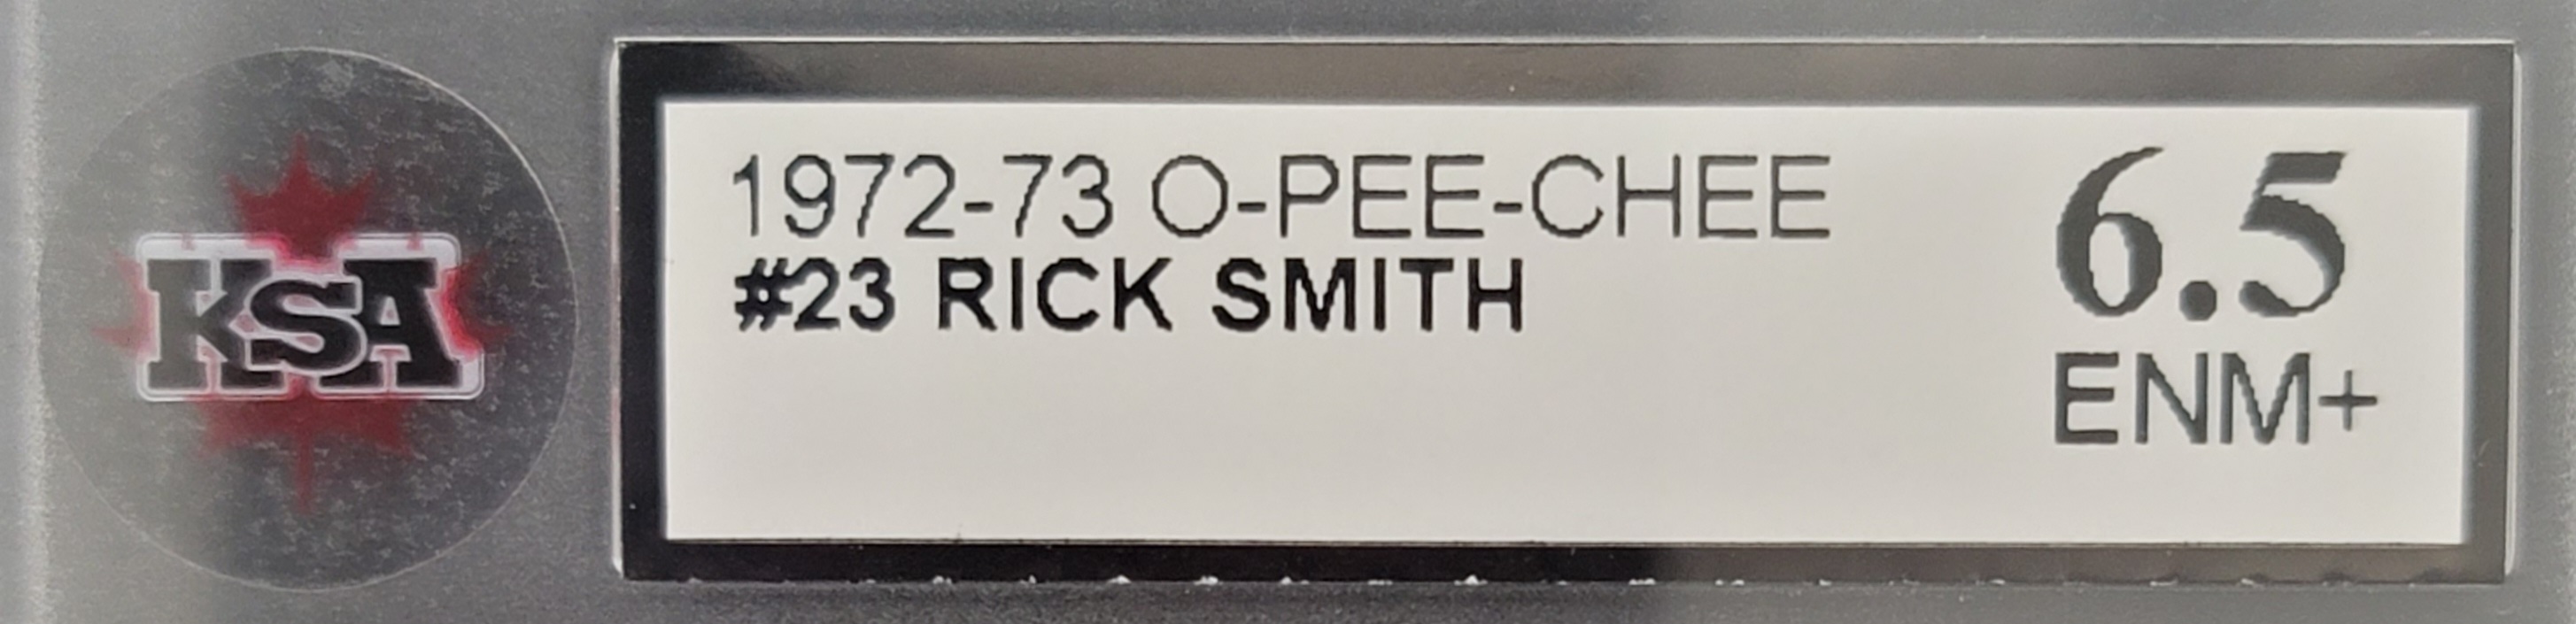 KSA
1972-73 O-PEE-CHEE
#23 RICK SMITH
6.5
ENM+